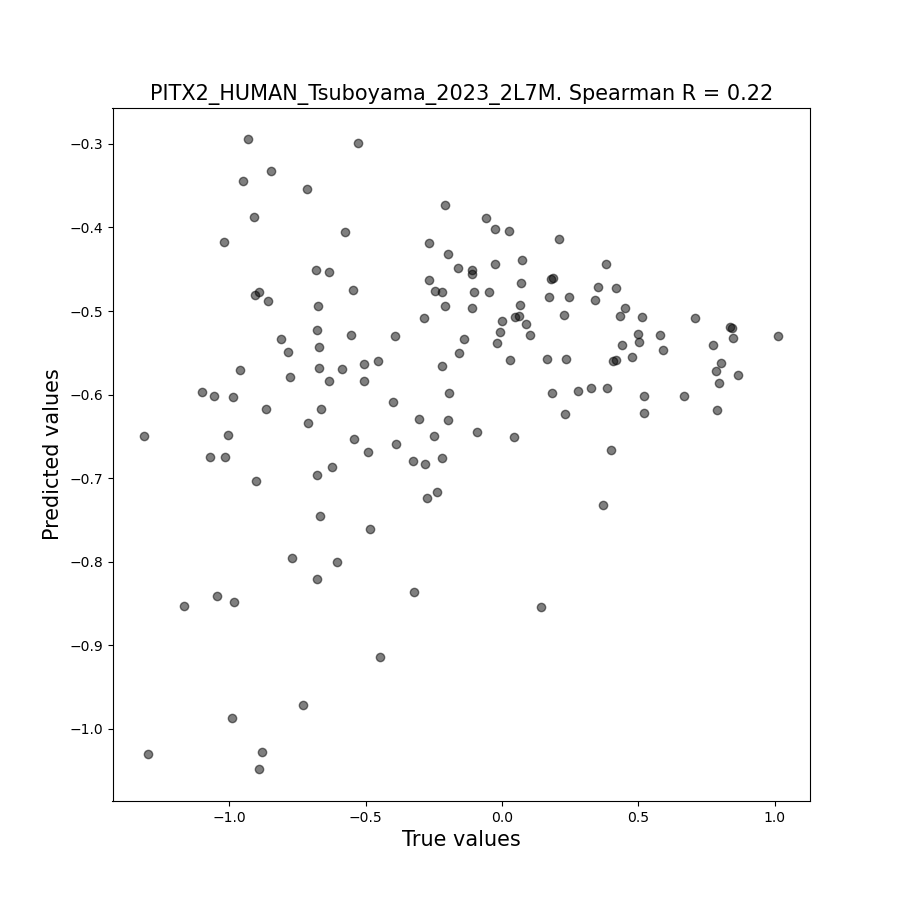 PITX2_HUMAN_Tsuboyama_2023_2L7M. Spearman R = 0.22
Predicted values
−0.3
−0.4
−0.5
−0.6
−0.7
−0.8
−0.9
−1.0
−1.0 −0.5 0.0 0.5 1.0
True values